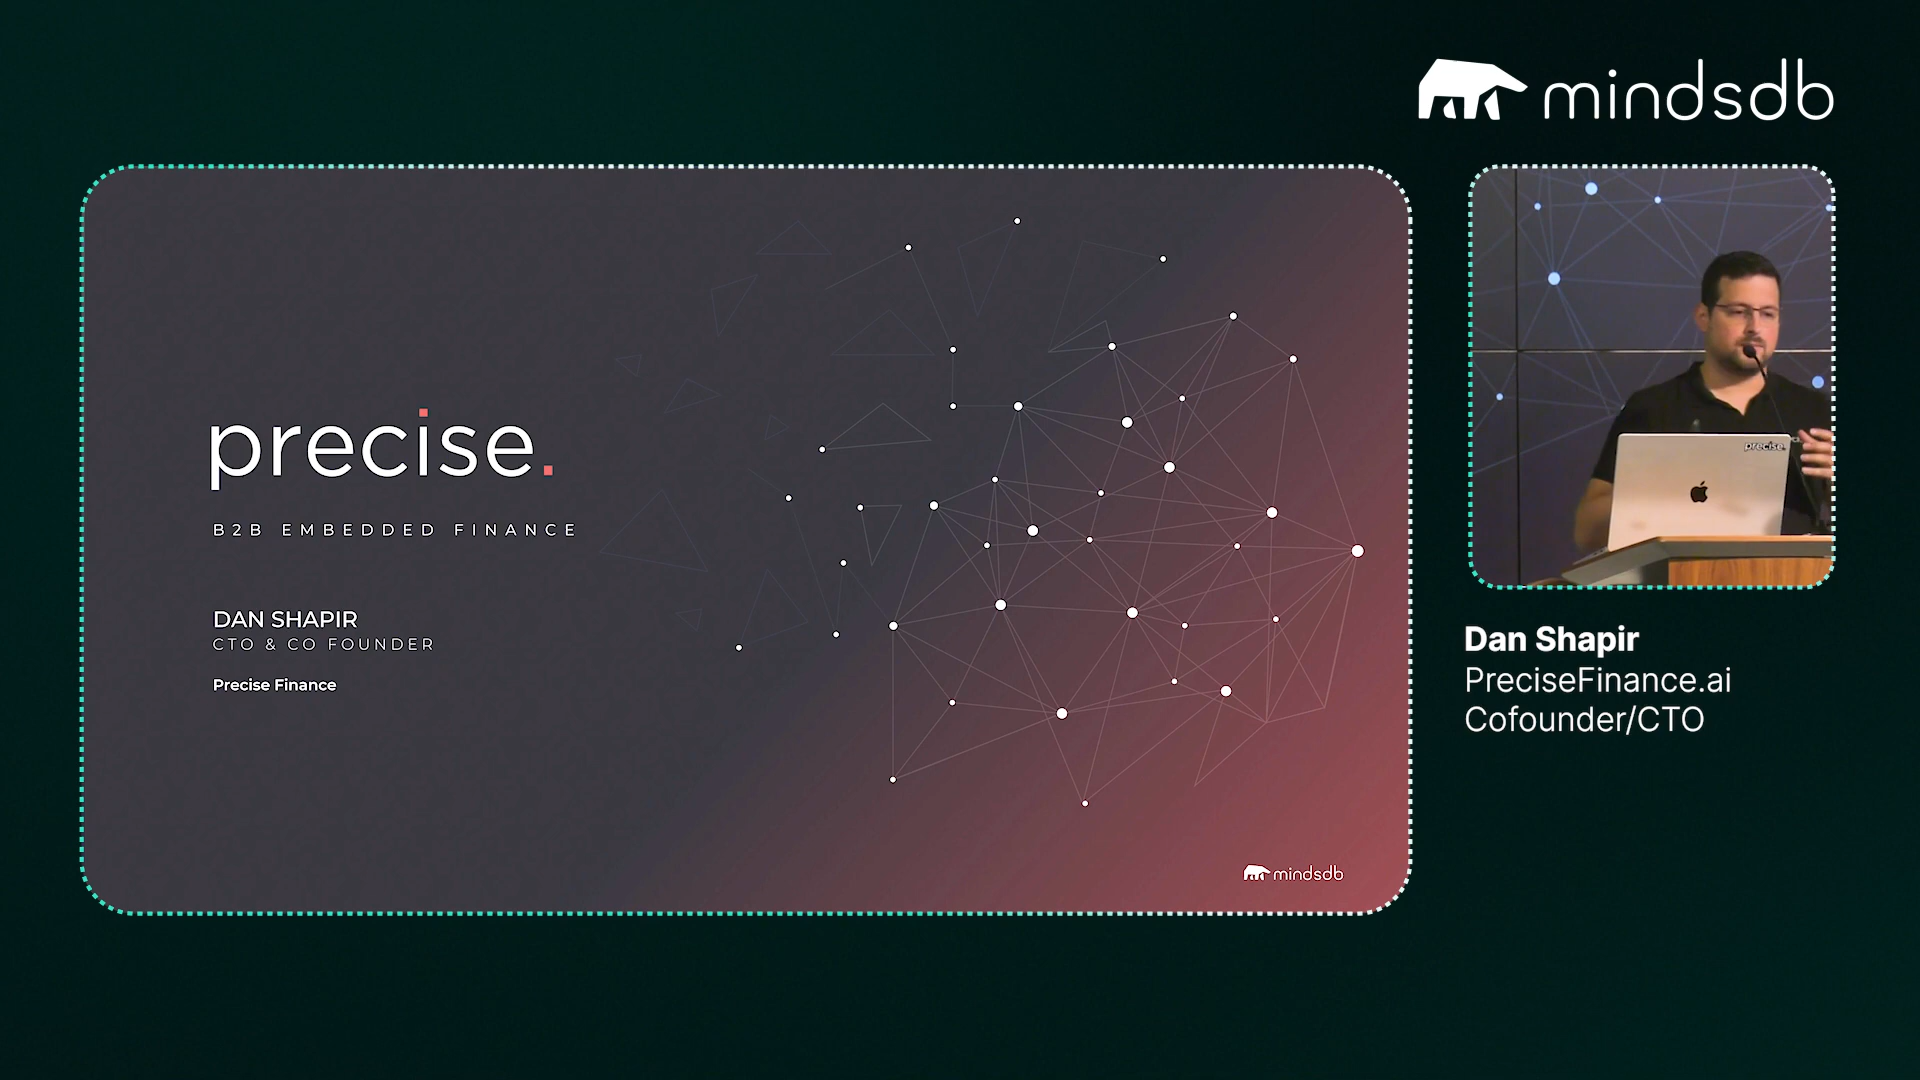 mindsdb
precise.
B2B EMBEDDED FINANCE
DAN SHAPIR
CTO & CO FOUNDER
Precise Finance
mindsdb
precise.
Dan Shapir
PreciseFinance.ai
Cofounder/CTO